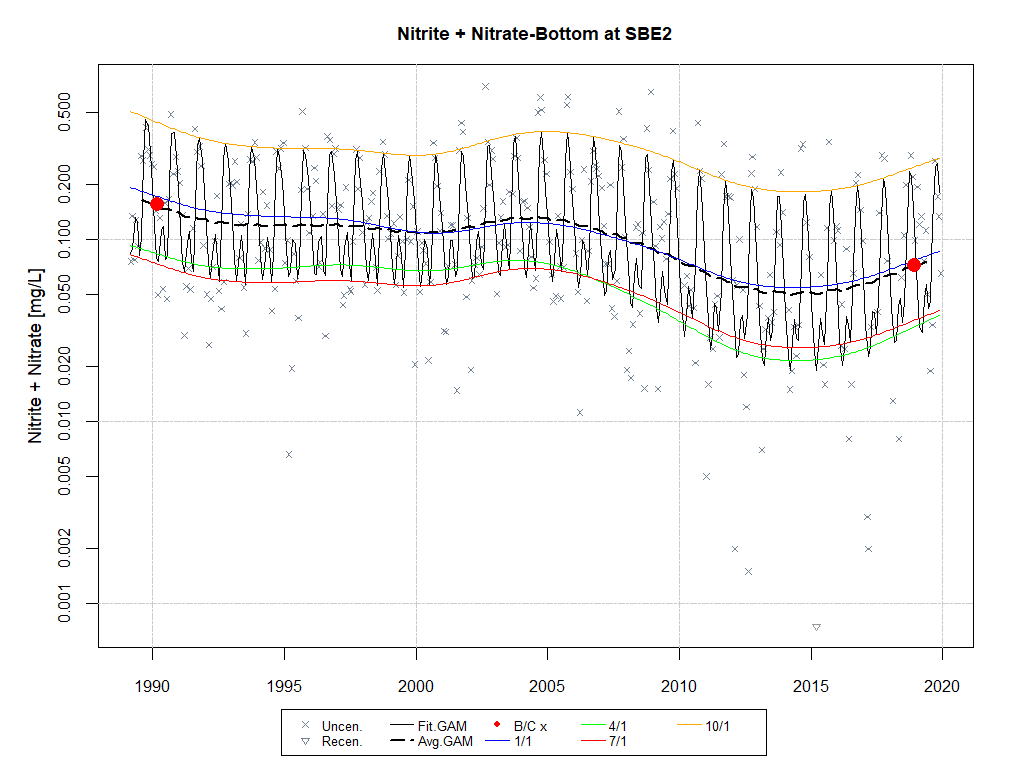 Nitrite + Nitrate-Bottom at SBE2
Nitrite + Nitrate [mg/L]
0.500
0.200
0.100
0.050
0.020
0.010
0.005
0.002
0.001
1990 1995 2000 2005 2010 2015 2020
Uncen. Fit.GAM B/C x 4/1 10/1
Recen. Avg.GAM 1/1 7/1